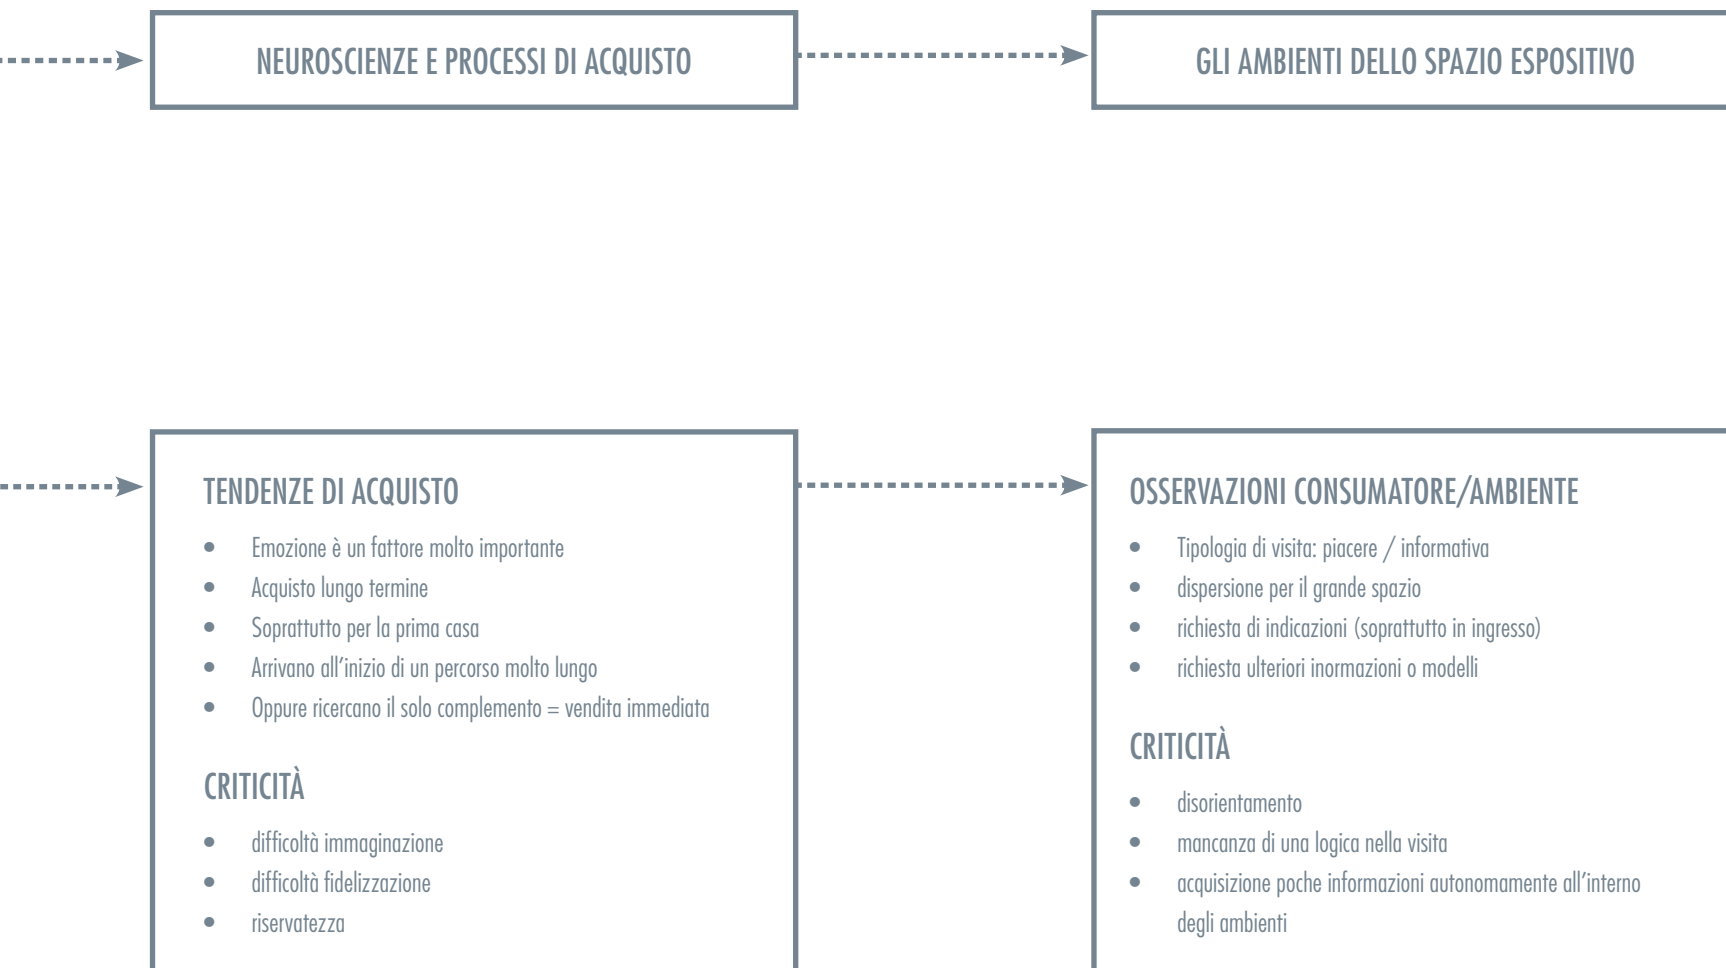 NEUROSCIENZE E PROCESSI DI ACQUISTO
GLI AMBIENTI DELLO SPAZIO ESPOSITIVO
TENDENZE DI ACQUISTO
• Emozione è un fattore molto importante
• Acquisto lungo termine
• Soprattutto per la prima casa
• Arrivano all'inizio di un percorso molto lungo
• Oppure ricercano il solo complemento = vendita immediata
CRITICITÀ
• difficoltà immaginazione
• difficoltà fidelizzazione
• riservatezza
OSSERVAZIONI CONSUMATORE/AMBIENTE
• Tipologia di visita: piacere / informativa
• dispersione per il grande spazio
• richiesta di indicazioni (soprattutto in ingresso)
• richiesta ulteriori inormazioni o modelli
CRITICITÀ
• disorientamento
• mancanza di una logica nella visita
• acquisizione poche informazioni autonomamente all'interno
degli ambienti